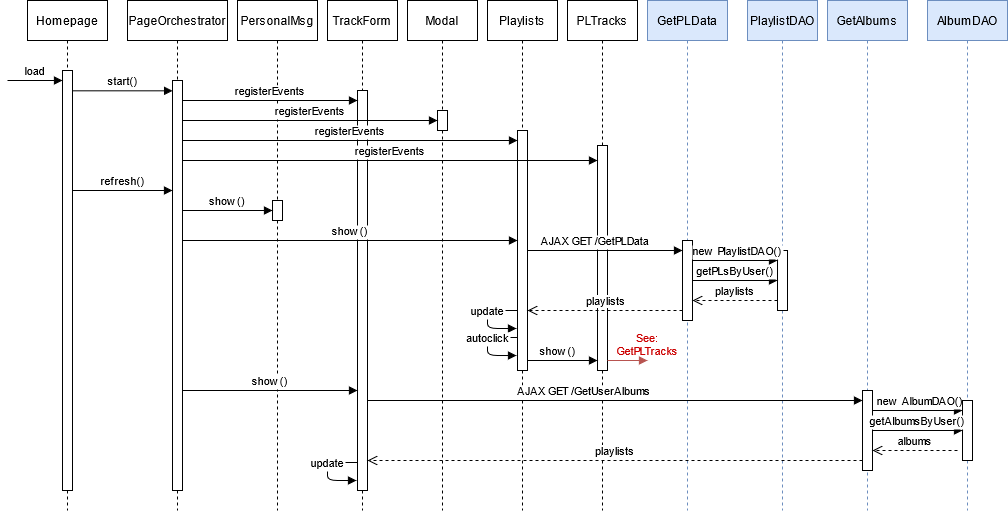 Homepage
PageOrchestrator
PersonalMsg
TrackForm
Modal
Playlists
PLTracks
GetPLData
PlaylistDAO
GetAlbums
AlbumDAO
load
start()
registerEvents
registerEvents
registerEvents
registerEvents
refresh()
show ()
show ()
AJAX GET /GetPLData
new PlaylistDAO()
getPLsByUser()
playlists
playlists
update
autoclick
show ()
See:
GetPLTracks
show ()
AJAX GET /GetUserAlbums
new AlbumDAO()
getAlbumsByUser()
albums
playlists
update